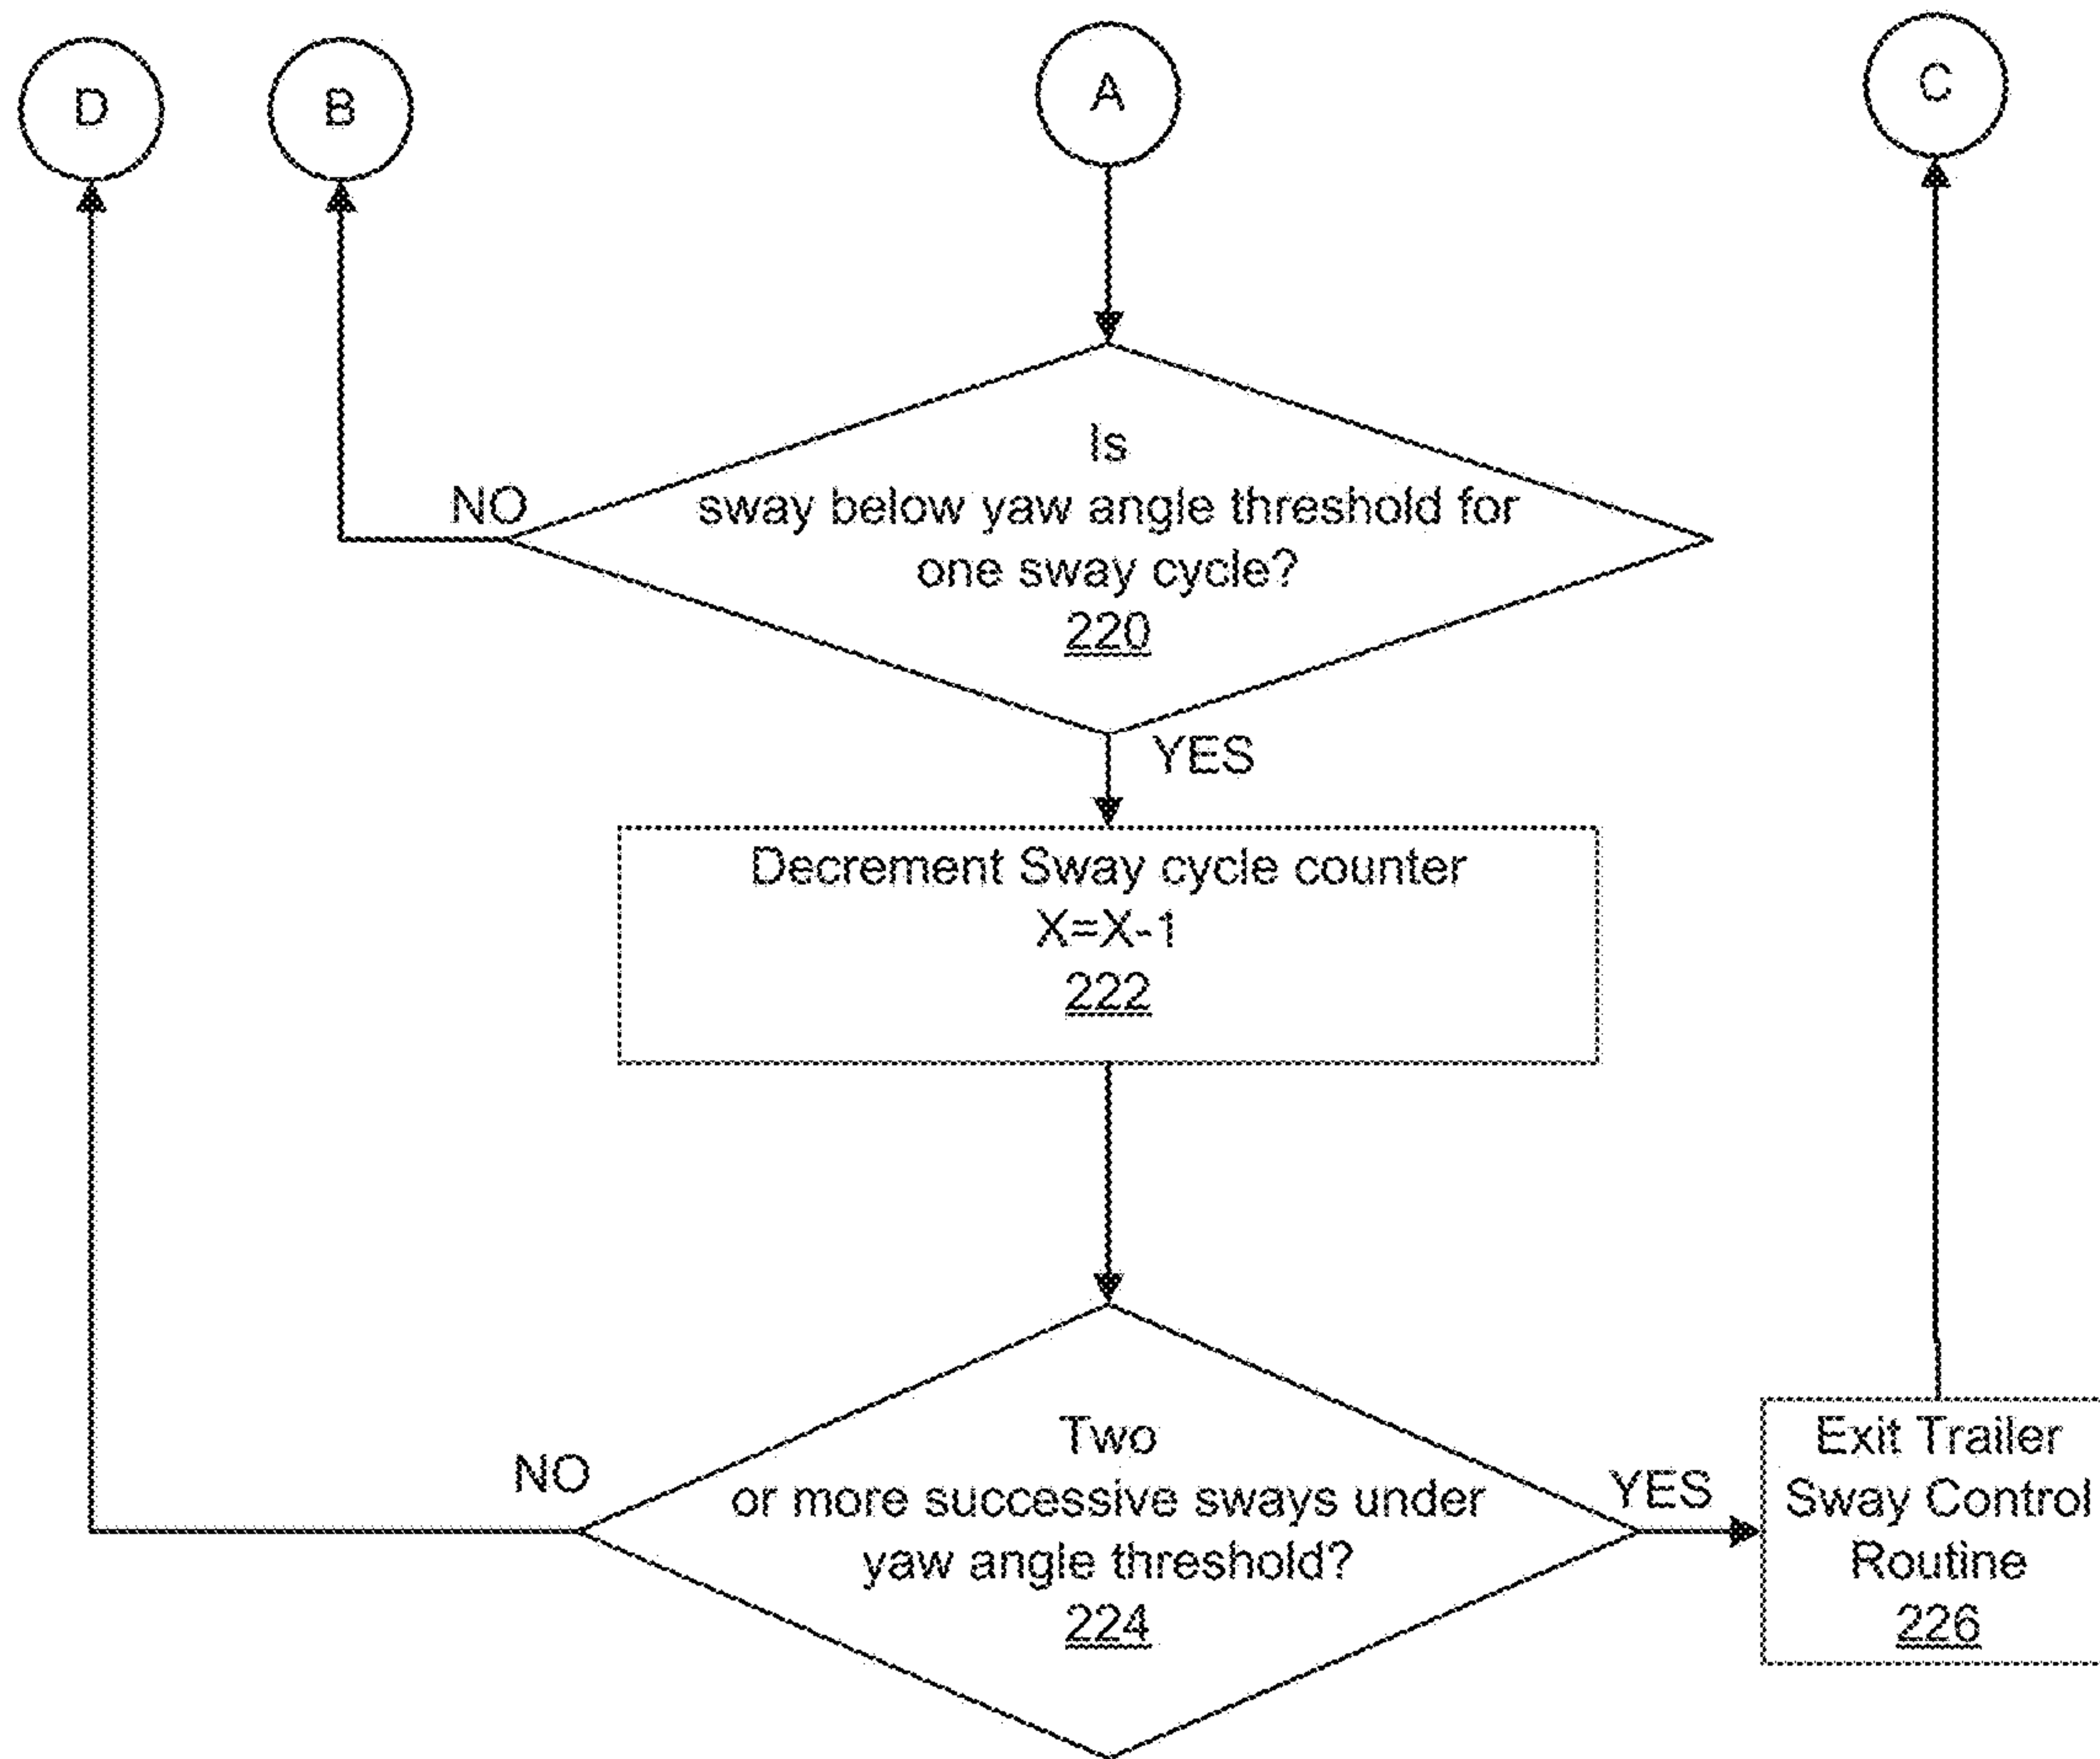 D
B
A
C
Is
sway below yaw angle threshold for
one sway cycle?
220
NO
YES
Decrement Sway cycle counter
X=X-1
222
Two
or more successive sways under
yaw angle threshold?
224
NO
YES
Exit Trailer
Sway Control
Routine
226